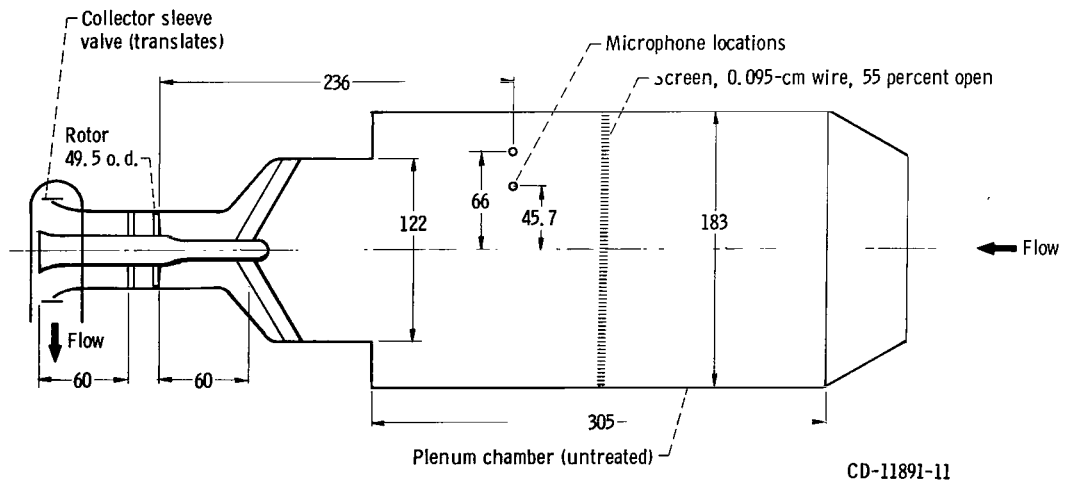 Collector sleeve
valve (translates)
Microphone locations
Screen, 0.095-cm wire, 55 percent open
236
Rotor
49.5 o.d.
66
45.7
122
183
Flow
Flow
60
60
305
Plenum chamber (untreated)
CD-11891-11